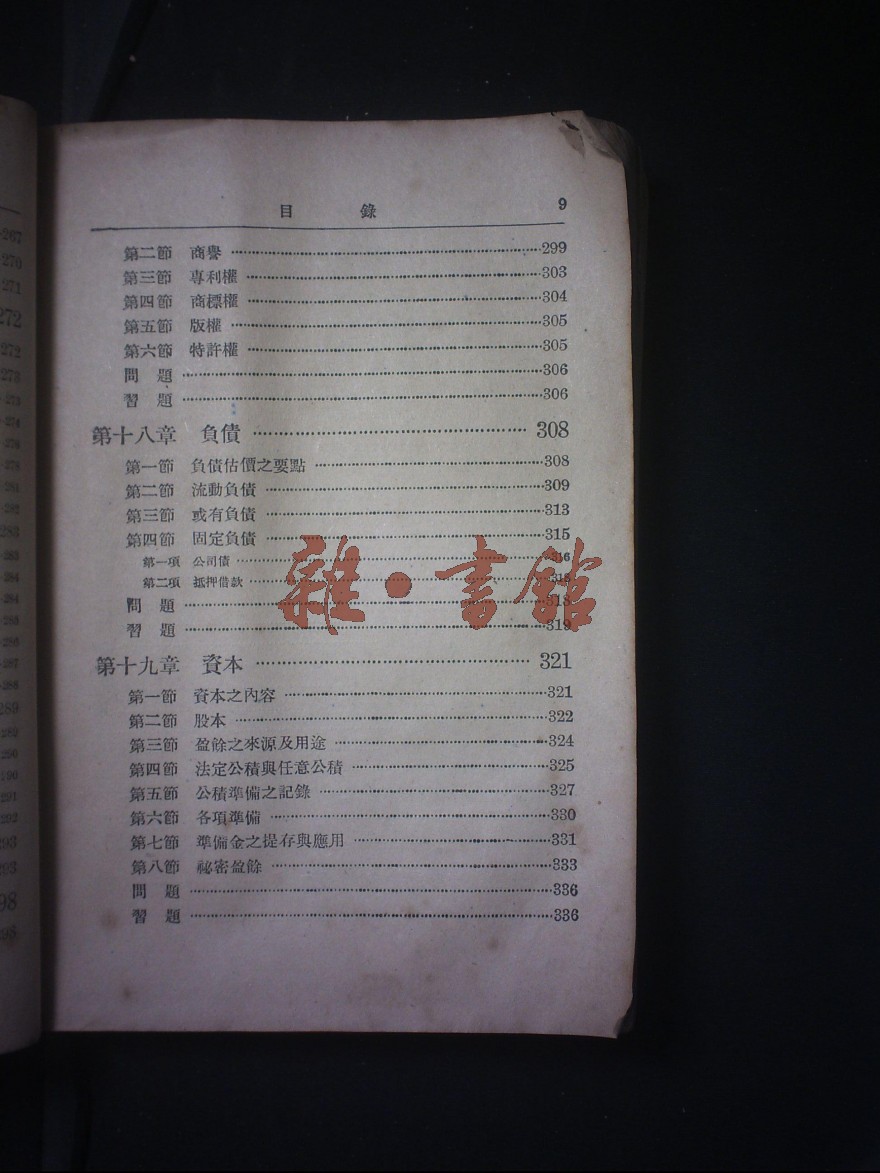 目　　錄　　9
第二節　商譽…………299
第三節　專利權…………303
第四節　商標權…………304
第五節　版權…………305
第六節　特許權…………305
問　題…………306
習　題…………306
第十八章　負債…………308
第一節　負債估價之要點…………308
第二節　流動負債…………309
第三節　或有負債…………313
第四節　固定負債…………315
第一項　公司債…………316
第二項　抵押借款…………318
問　題…………318
習　題…………319
雜·書館
第十九章　資本…………321
第一節　資本之內容…………321
第二節　股本…………322
第三節　盈餘之來源及用途…………324
第四節　法定公積與任意公積…………325
第五節　公積準備之記錄…………327
第六節　各項準備…………330
第七節　準備金之提存與應用…………331
第八節　祕密盈餘…………333
問　題…………336
習　題…………336